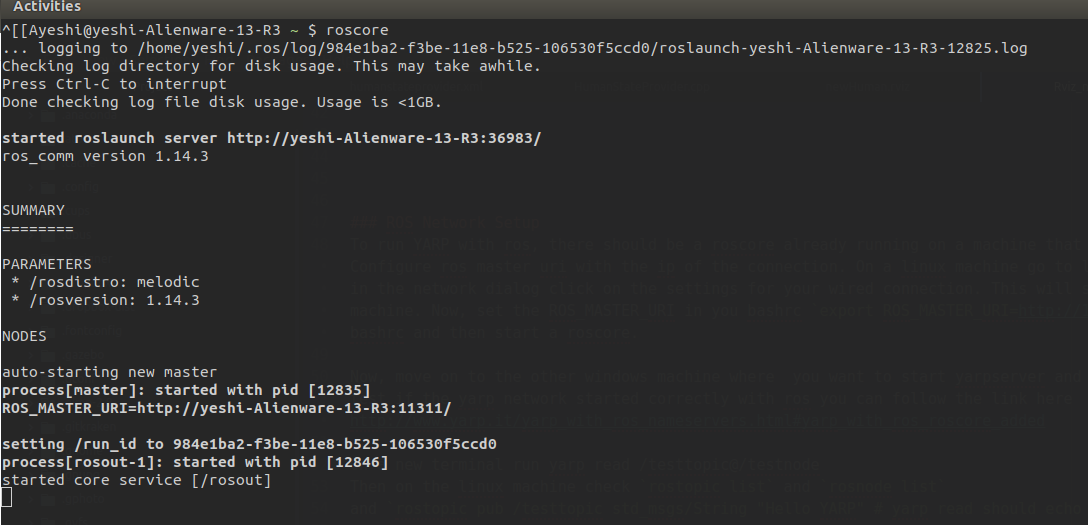 Activities
^[[Ayeshi@yeshi-Alienware-13-R3 ~ $ roscore
... logging to /home/yeshi/.ros/log/984e1ba2-f3be-11e8-b525-106530f5ccd0/roslaunch-yeshi-Alienware-13-R3-12825.log
Checking log directory for disk usage. This may take awhile.
Press Ctrl-C to interrupt
Done checking log file disk usage. Usage is <1GB.
started roslaunch server http://yeshi-Alienware-13-R3:36983/
ros_comm version 1.14.3
SUMMARY
========
PARAMETERS
 * /rosdistro: melodic
 * /rosversion: 1.14.3
NODES
auto-starting new master
process[master]: started with pid [12835]
ROS_MASTER_URI=http://yeshi-Alienware-13-R3:11311/
setting /run_id to 984e1ba2-f3be-11e8-b525-106530f5ccd0
process[rosout-1]: started with pid [12846]
started core service [/rosout]